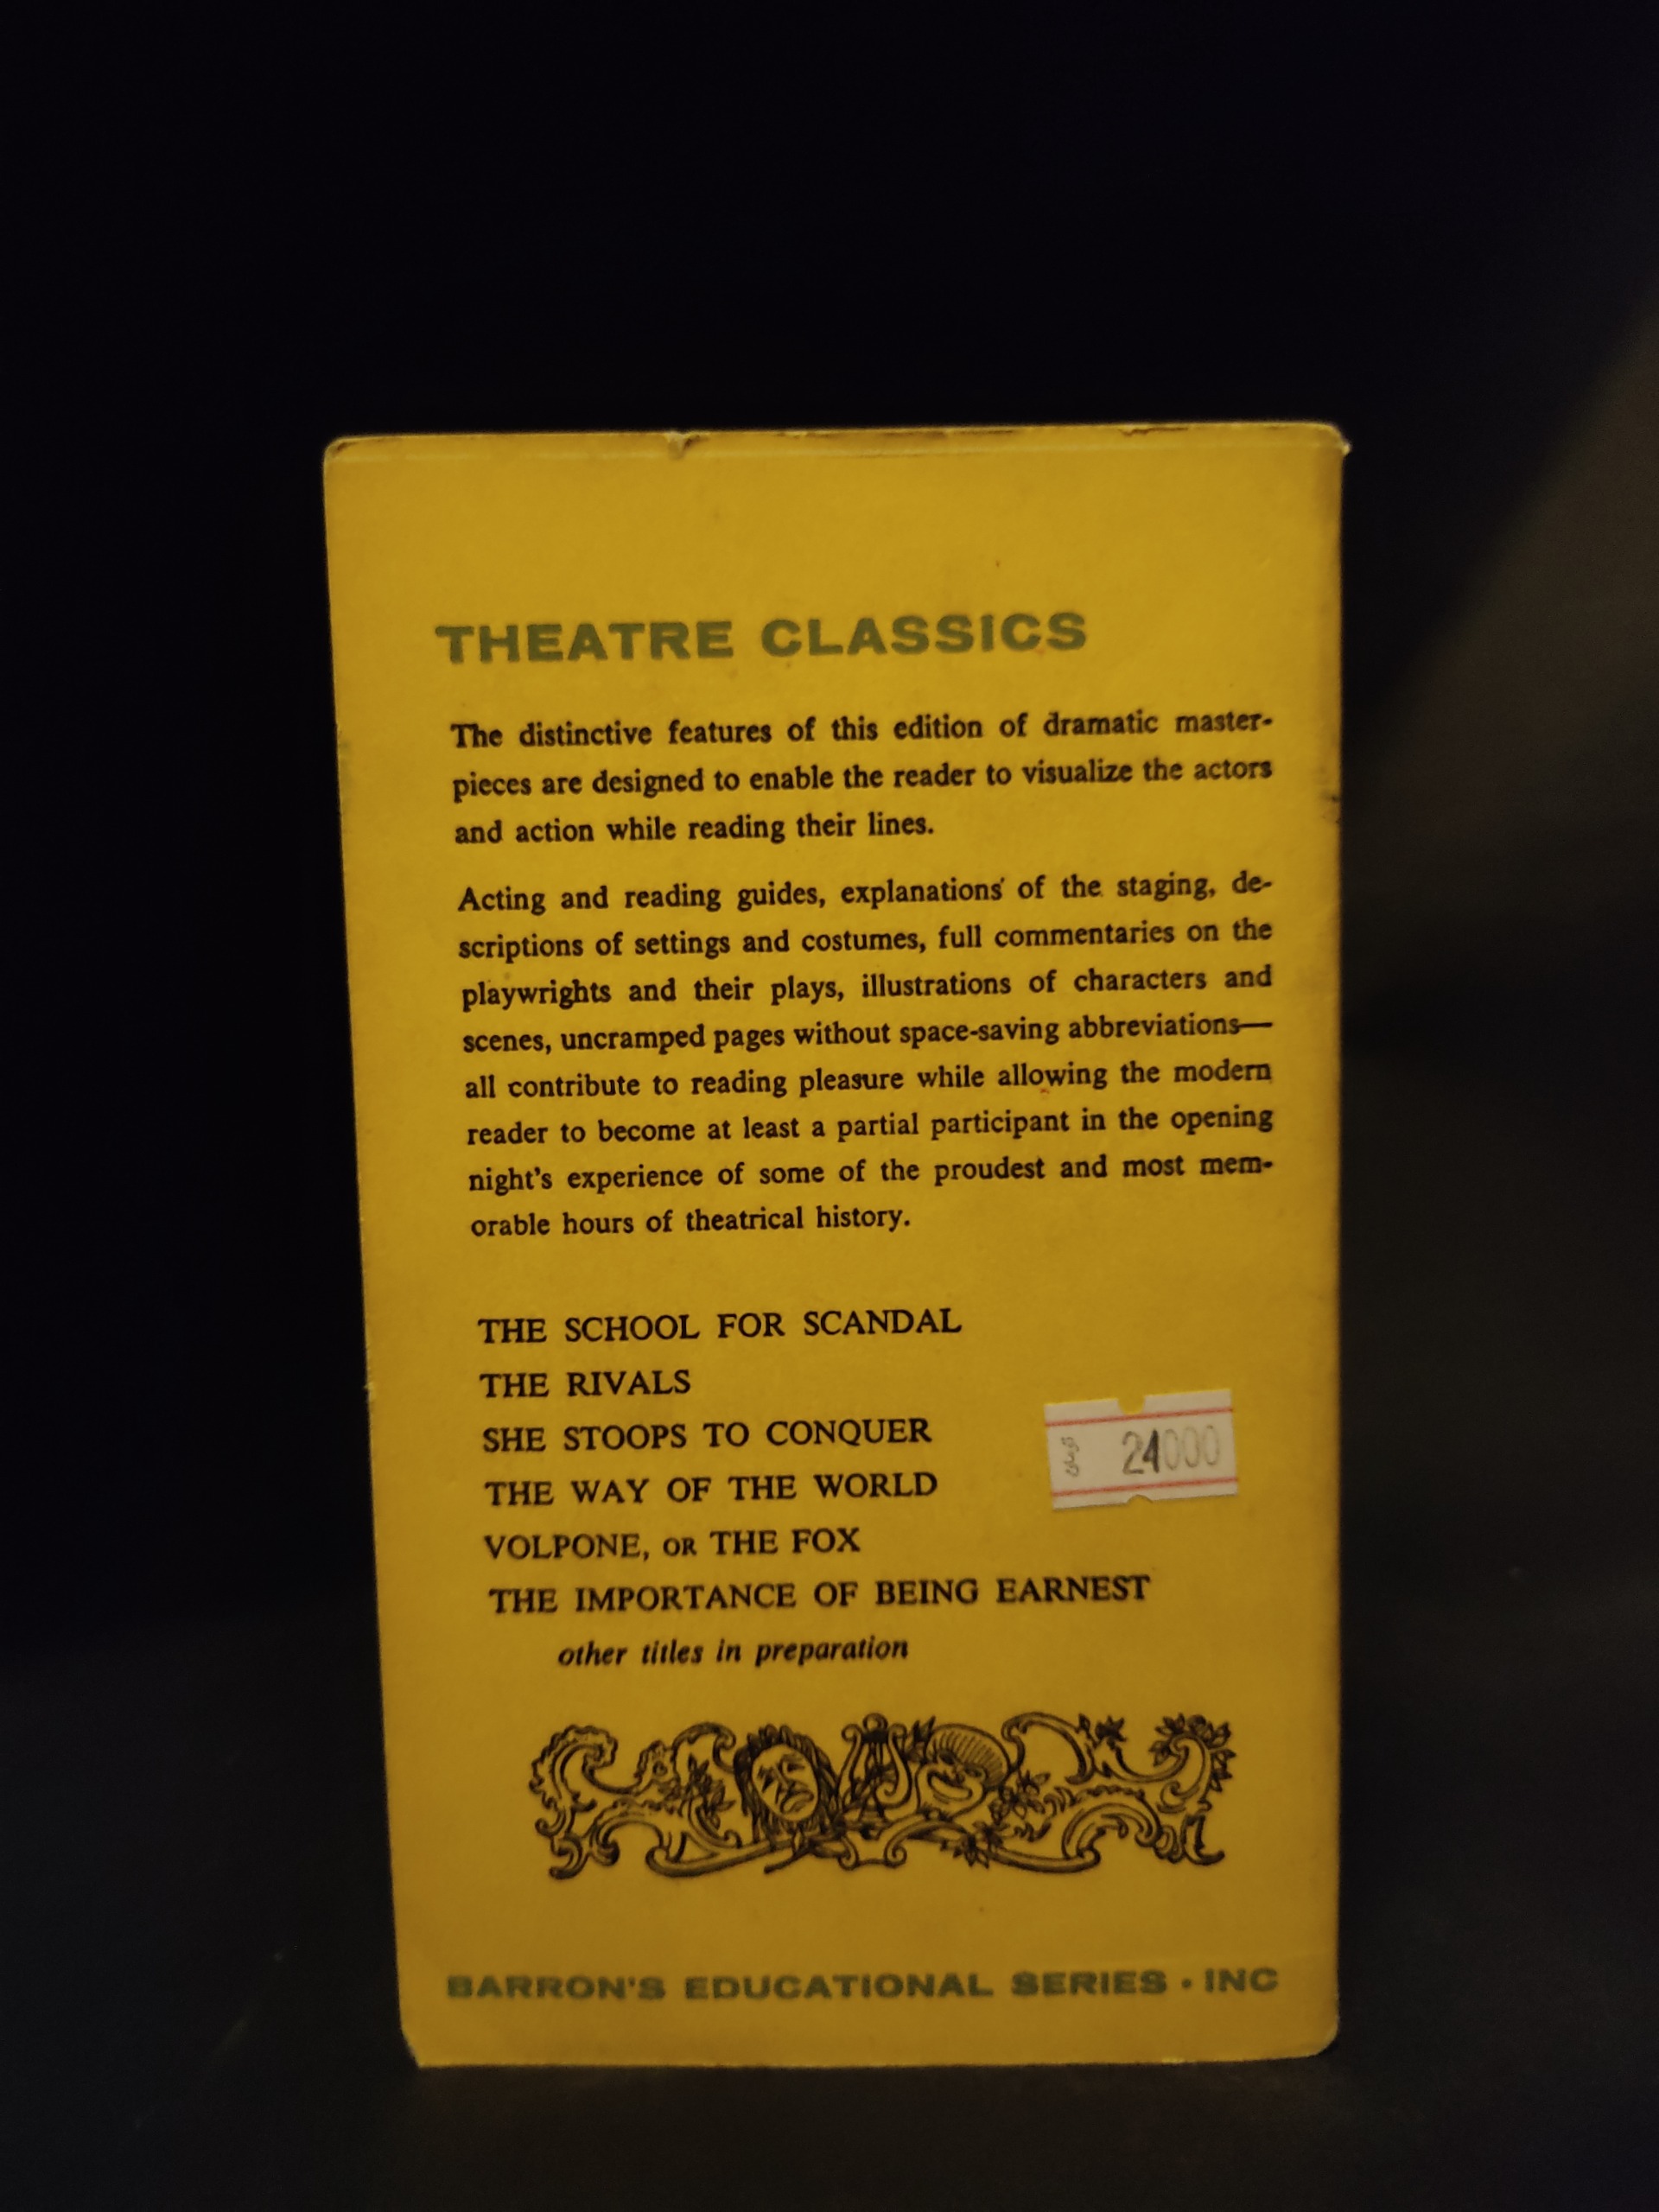 THEATRE CLASSICS
The distinctive features of this edition of dramatic master-
pieces are designed to enable the reader to visualize the actors
and action while reading their lines.
Acting and reading guides, explanations of the staging, de-
scriptions of settings and costumes, full commentaries on the
playwrights and their plays, illustrations of characters and
scenes, uncramped pages without space-saving abbreviations—
all contribute to reading pleasure while allowing the modern
reader to become at least a partial participant in the opening
night's experience of some of the proudest and most mem-
orable hours of theatrical history.
THE SCHOOL FOR SCANDAL
THE RIVALS
SHE STOOPS TO CONQUER
24000
THE WAY OF THE WORLD
VOLPONE, OR THE FOX
THE IMPORTANCE OF BEING EARNEST
other titles in preparation
BARRON'S EDUCATIONAL SERIES • INC